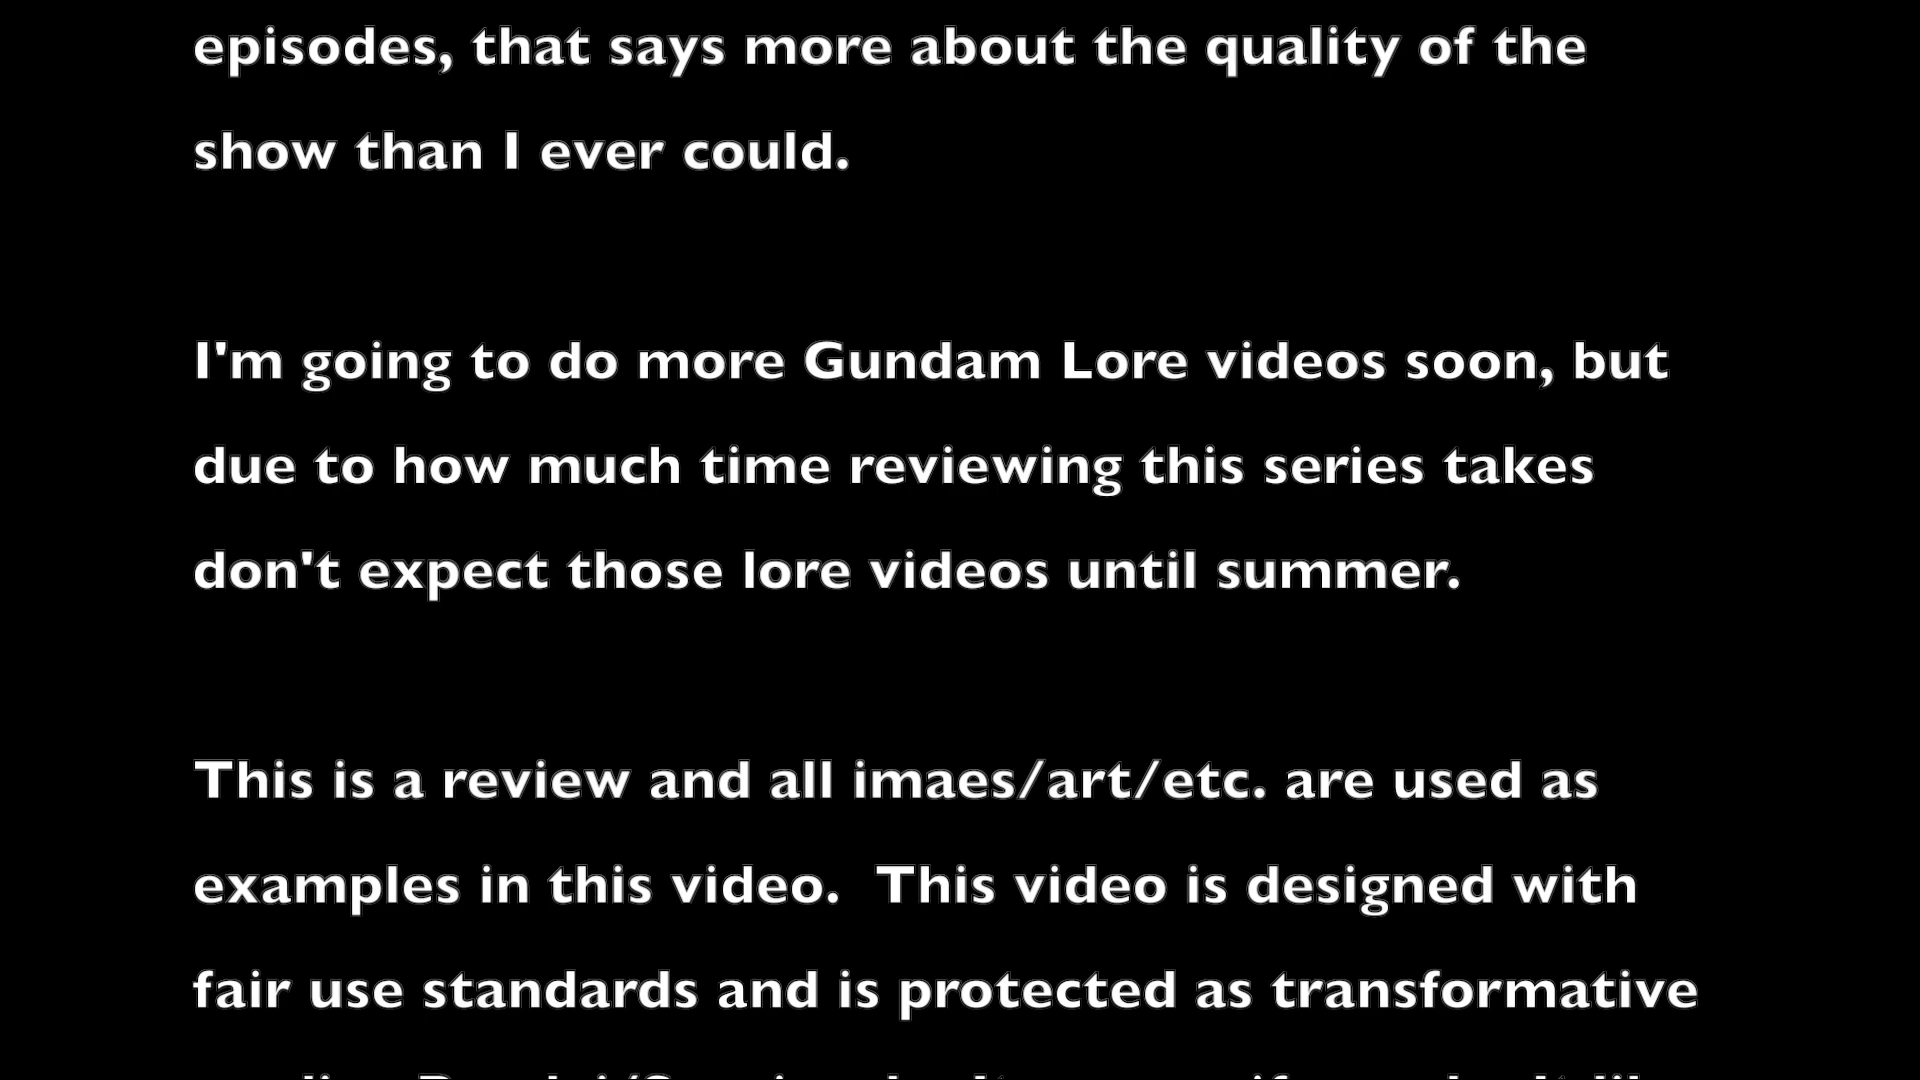 episodes, that says more about the quality of the
show than I ever could.
I'm going to do more Gundam Lore videos soon, but
due to how much time reviewing this series takes
don't expect those lore videos until summer.
This is a review and all imaes/art/etc. are used as
examples in this video.  This video is designed with
fair use standards and is protected as transformative